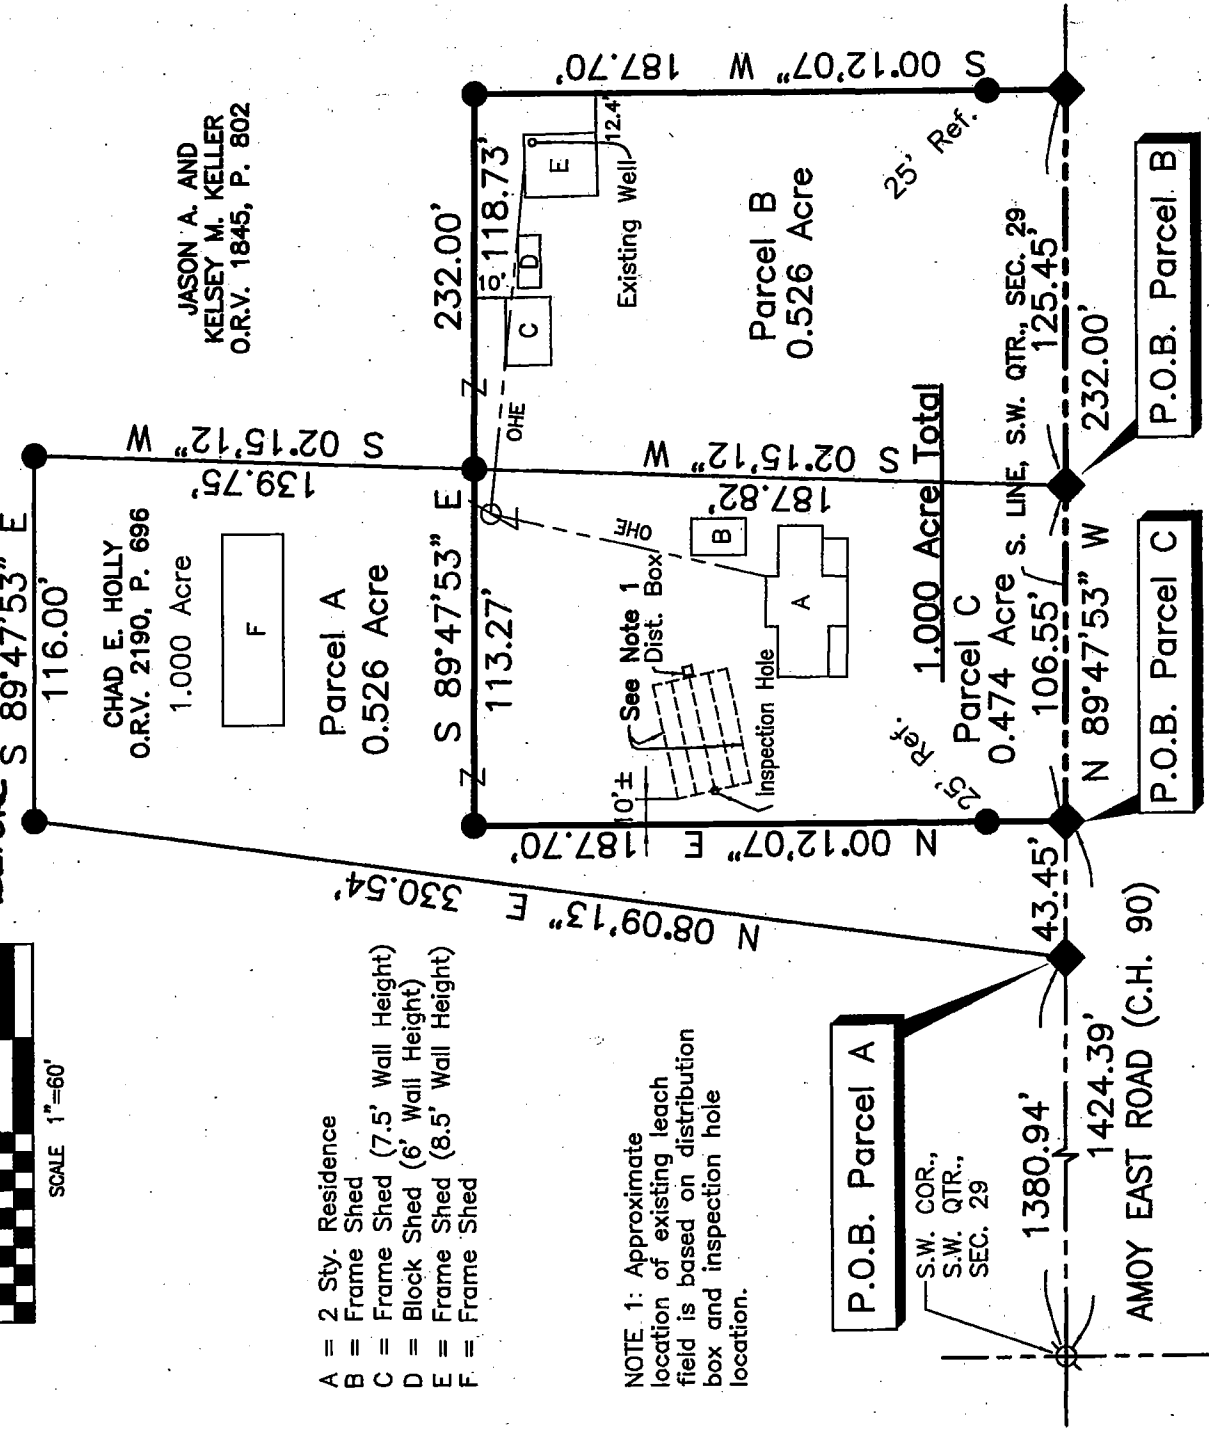 S 89°47'53" E
116.00'
CHAD E. HOLLY
O.R.V. 2190, P. 696
1.000 Acre
F
Parcel A
0.526 Acre
N 08°09'13" E 330.54'
S 02°15'12" W
139.75'
JASON A. AND
KELSEY M. KELLER
O.R.V. 1845, P. 802
SCALE 1"=60'
A = 2 Sty. Residence
B = Frame Shed
C = Frame Shed (7.5' Wall Height)
D = Block Shed (6' Wall Height)
E = Frame Shed (8.5' Wall Height)
F = Frame Shed
NOTE 1: Approximate
location of existing leach
field is based on distribution
box and inspection hole
location.
S 89°47'53" E
113.27'
232.00'
118.73'
Z
Z
10'
C
D
E
12.4'
Existing Well
OHE
OHE
S 02°15'12" W
187.82'
S 00°12'07" W 187.70'
N 00°12'07" E 187.70'
10'±
See Note 1
Dist. Box
Inspection Hole
B
A
Parcel B
0.526 Acre
25' Ref.
25' Ref.
1.000 Acre Total
Parcel C
0.474 Acre
S. LINE, S.W. QTR., SEC. 29
106.55'
125.45'
N 89°47'53" W
232.00'
43.45'
1380.94'
1424.39'
P.O.B. Parcel A
P.O.B. Parcel C
P.O.B. Parcel B
S.W. COR.,
S.W. QTR.,
SEC. 29
AMOY EAST ROAD (C.H. 90)